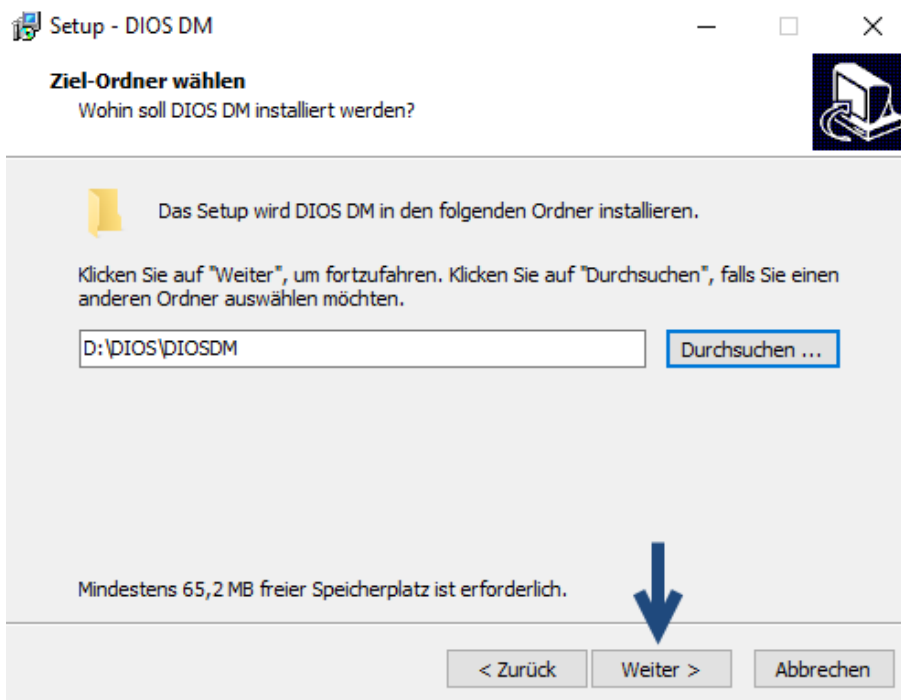 Setup - DIOS DM
Ziel-Ordner wählen
Wohin soll DIOS DM installiert werden?
Das Setup wird DIOS DM in den folgenden Ordner installieren.
Klicken Sie auf "Weiter", um fortzufahren. Klicken Sie auf "Durchsuchen", falls Sie einen
anderen Ordner auswählen möchten.
D:\DIOS\DIOSDM
Durchsuchen ...
Mindestens 65,2 MB freier Speicherplatz ist erforderlich.
< Zurück
Weiter >
Abbrechen